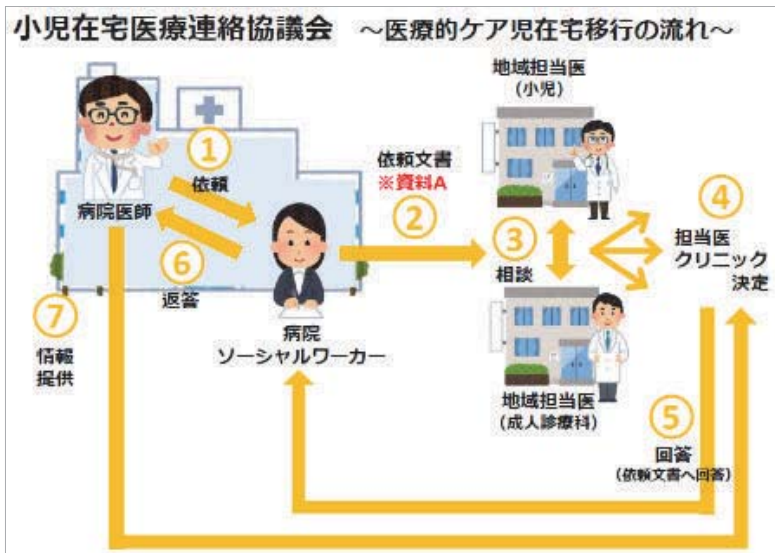 小児在宅医療連絡協議会 ～医療的ケア児在宅移行の流れ～
地域担当医
(小児)
①
依頼
病院医師
依頼文書
※資料A
②
③
相談
④
担当医
クリニック
決定
⑥
返答
病院
ソーシャルワーカー
⑦
情報
提供
地域担当医
(成人診療科)
⑤
回答
(依頼文書へ回答)